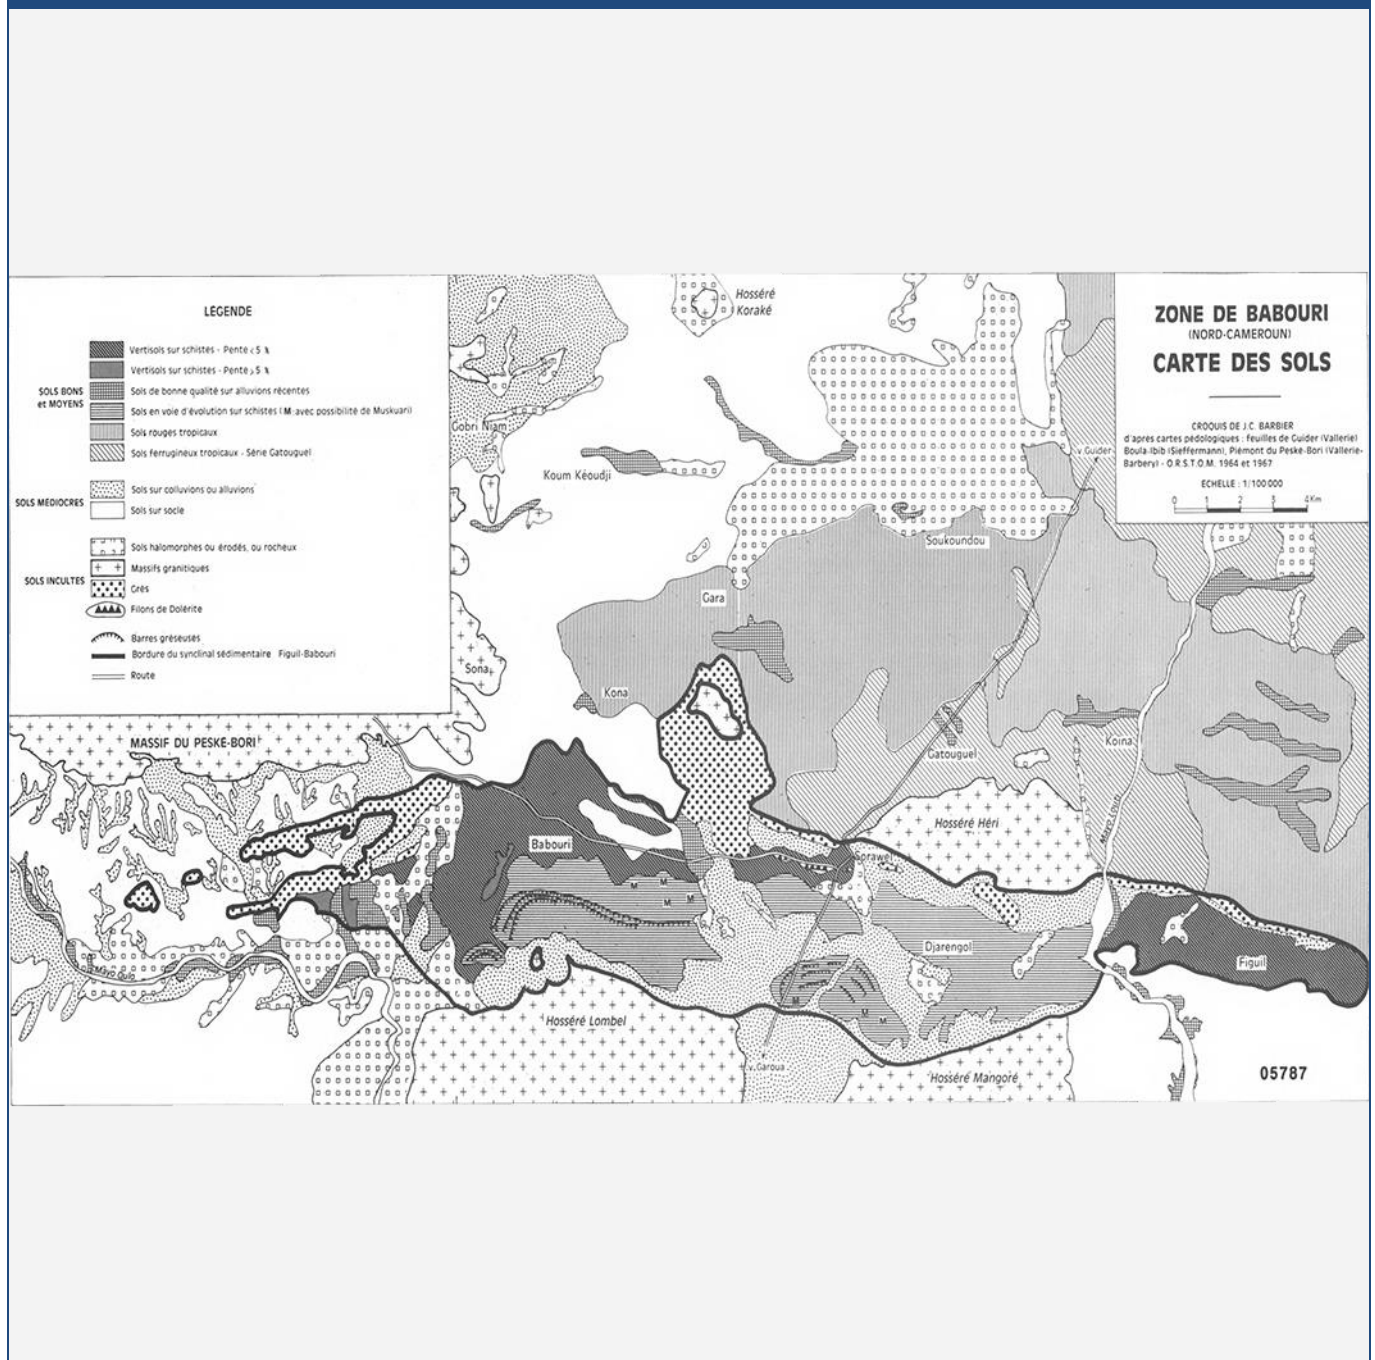 LÉGENDE
SOLS BONS
et MOYENS
Vertisols sur schistes - Pente < 5 %
Vertisols sur schistes - Pente > 5 %
Sols de bonne qualité sur alluvions récentes
Sols en voie d'évolution sur schistes (M: avec possibilité de Muskuari)
Sols rouges tropicaux
Sols ferrugineux tropicaux - Série Gatouguel
SOLS MEDIOCRES
Sols sur colluvions ou alluvions
Sols sur socle
SOLS INCULTES
Sols halomorphes ou érodés, ou rocheux
Massifs granitiques
Grès
Filons de Dolérite
Barres gréseuses
Bordure du synclinal sédimentaire Figuil-Babouri
Route
ZONE DE BABOURI
(NORD-CAMEROUN)
CARTE DES SOLS
CROQUIS DE J.C. BARBIER
d'après cartes pédologiques : feuilles de Guider (Vallerie)
Boula-Ibib (Sieffermann), Piémont du Peske-Bori (Vallerie-
Barbery) - O.R.S.T.O.M. 1964 et 1967
ECHELLE : 1/100 000
0 1 2 3 4 Km
Hosséré
Koraké
Gobri Niam
Koum Kéoudji
v. Guider
Soukoundou
Gara
Sona
Kona
MASSIF DU PESKE-BORI
Gatouguel
Koina
Mayo Louti
Hosséré Héri
Babouri
Sorawel
M M
M M
Djarengol
Figuil
Mayo Oulo
M
M
M
Hosséré Lombel
v. Garoua
Hosséré Mangoré
05787